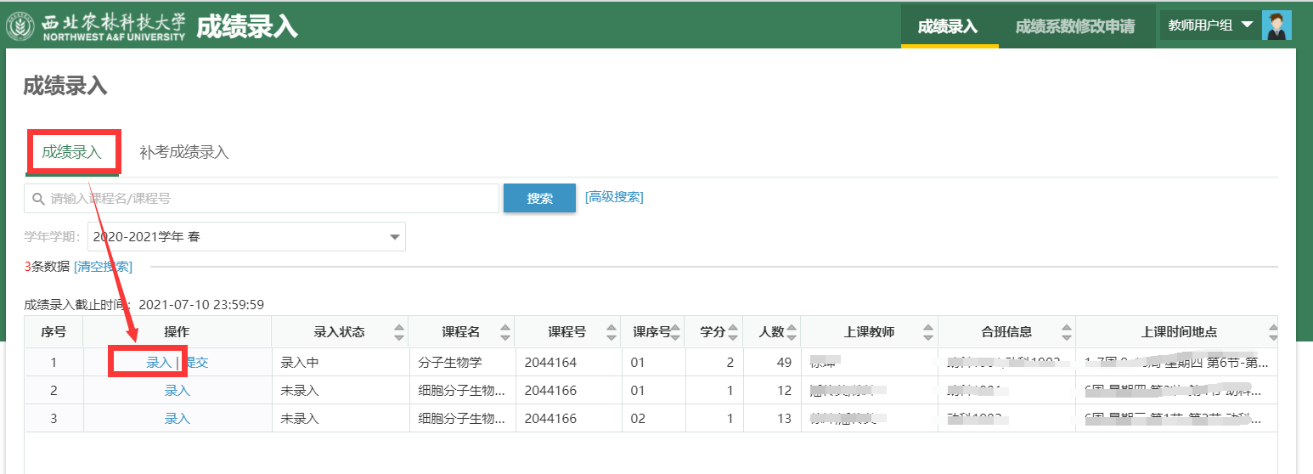 西北农林科技大学 成绩录入 成绩录入 成绩系数修改申请 教师用户组
NORTHWEST A&F UNIVERSITY
成绩录入
成绩录入 补考成绩录入
请输入课程名/课程号 搜索 [高级搜索]
学年学期: 2020-2021学年 春
3条数据 [清空搜索]
成绩录入截止时间: 2021-07-10 23:59:59
序号 操作 录入状态 课程名 课程号 课序号 学分 人数 上课教师 合班信息 上课时间地点
1 录入 | 提交 录入中 分子生物学 2044164 01 2 49 星期四 第6节-第...
2 录入 未录入 细胞分子生物... 2044166 01 1 12
3 录入 未录入 细胞分子生物... 2044166 02 1 13